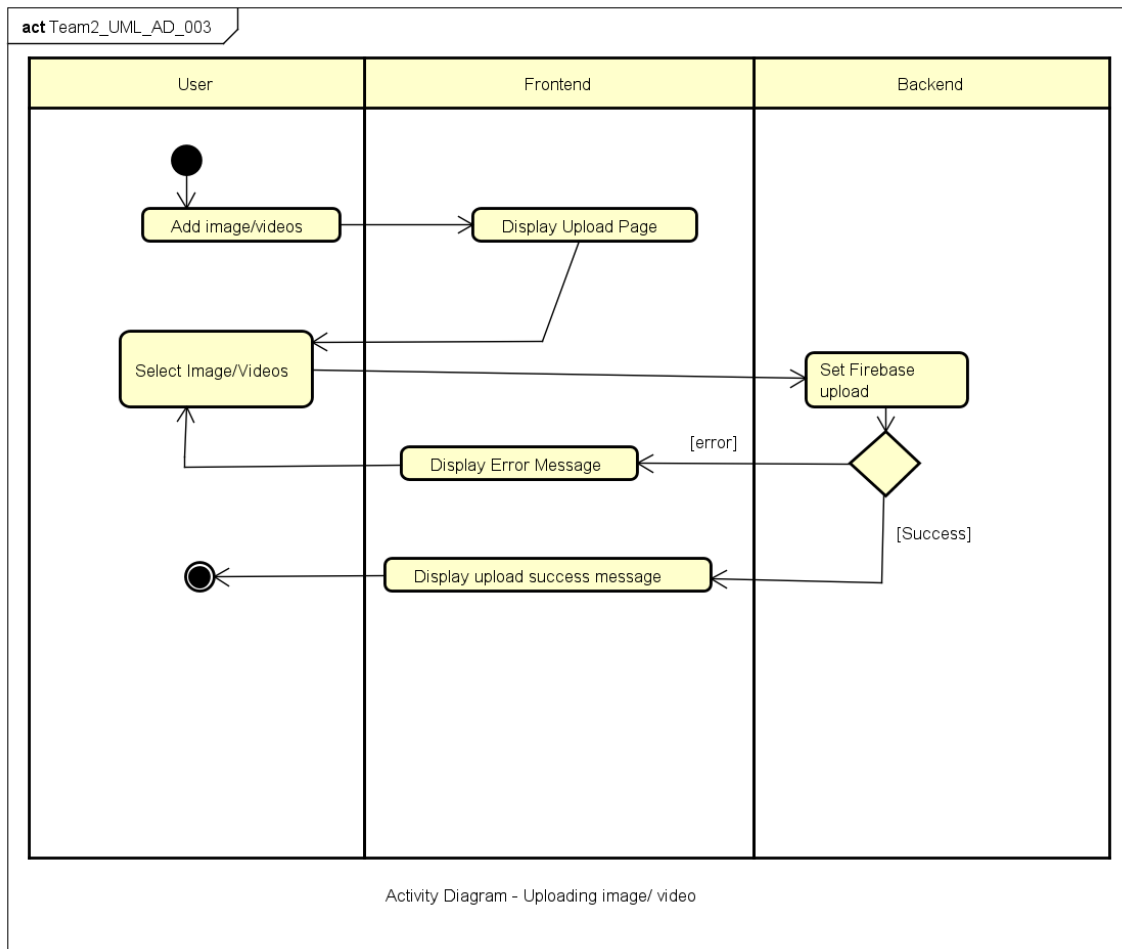 act Team2_UML_AD_003
User
Frontend
Backend
Add image/videos
Display Upload Page
Select Image/Videos
Set Firebase
upload
[error]
Display Error Message
[Success]
Display upload success message
Activity Diagram - Uploading image/ video